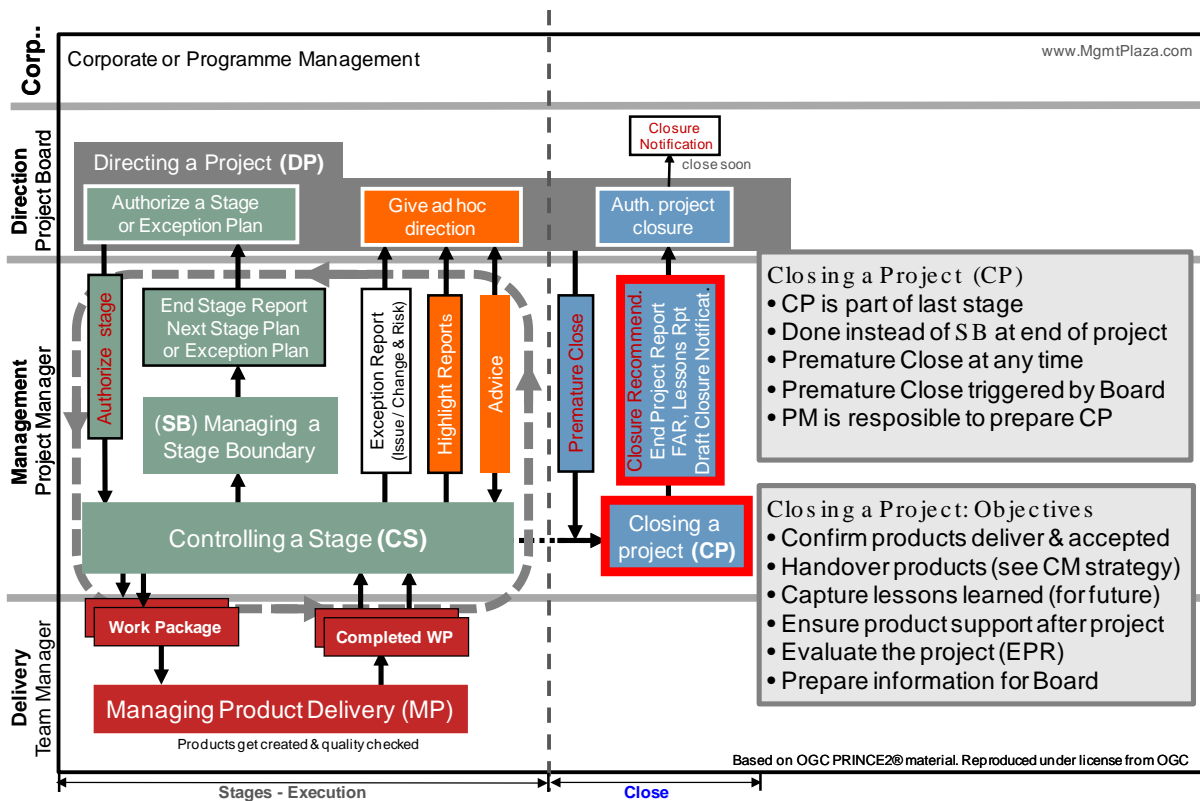 Corp..
Corporate or Programme Management
www.MgmtPlaza.com
Direction
Project Board
Directing a Project (DP)
Authorize a Stage
or Exception Plan
Give ad hoc
direction
Closure
Notification
close soon
Auth. project
closure
Management
Project Manager
Authorize stage
End Stage Report
Next Stage Plan
or Exception Plan
(SB) Managing a
Stage Boundary
Exception Report
(Issue / Change & Risk)
Highlight Reports
Advice
Controlling a Stage (CS)
Premature Close
Closure Recommend.
End Project Report
FAR, Lessons Rpt
Draft Closure Notificat.
Closing a
project (CP)
Closing a Project (CP)
• CP is part of last stage
• Done instead of SB at end of project
• Premature Close at any time
• Premature Close triggered by Board
• PM is resposible to prepare CP
Closing a Project: Objectives
• Confirm products deliver & accepted
• Handover products (see CM strategy)
• Capture lessons learned (for future)
• Ensure product support after project
• Evaluate the project (EPR)
• Prepare information for Board
Delivery
Team Manager
Work Package
Completed WP
Managing Product Delivery (MP)
Products get created & quality checked
Based on OGC PRINCE2® material. Reproduced under license from OGC
Stages - Execution
Close